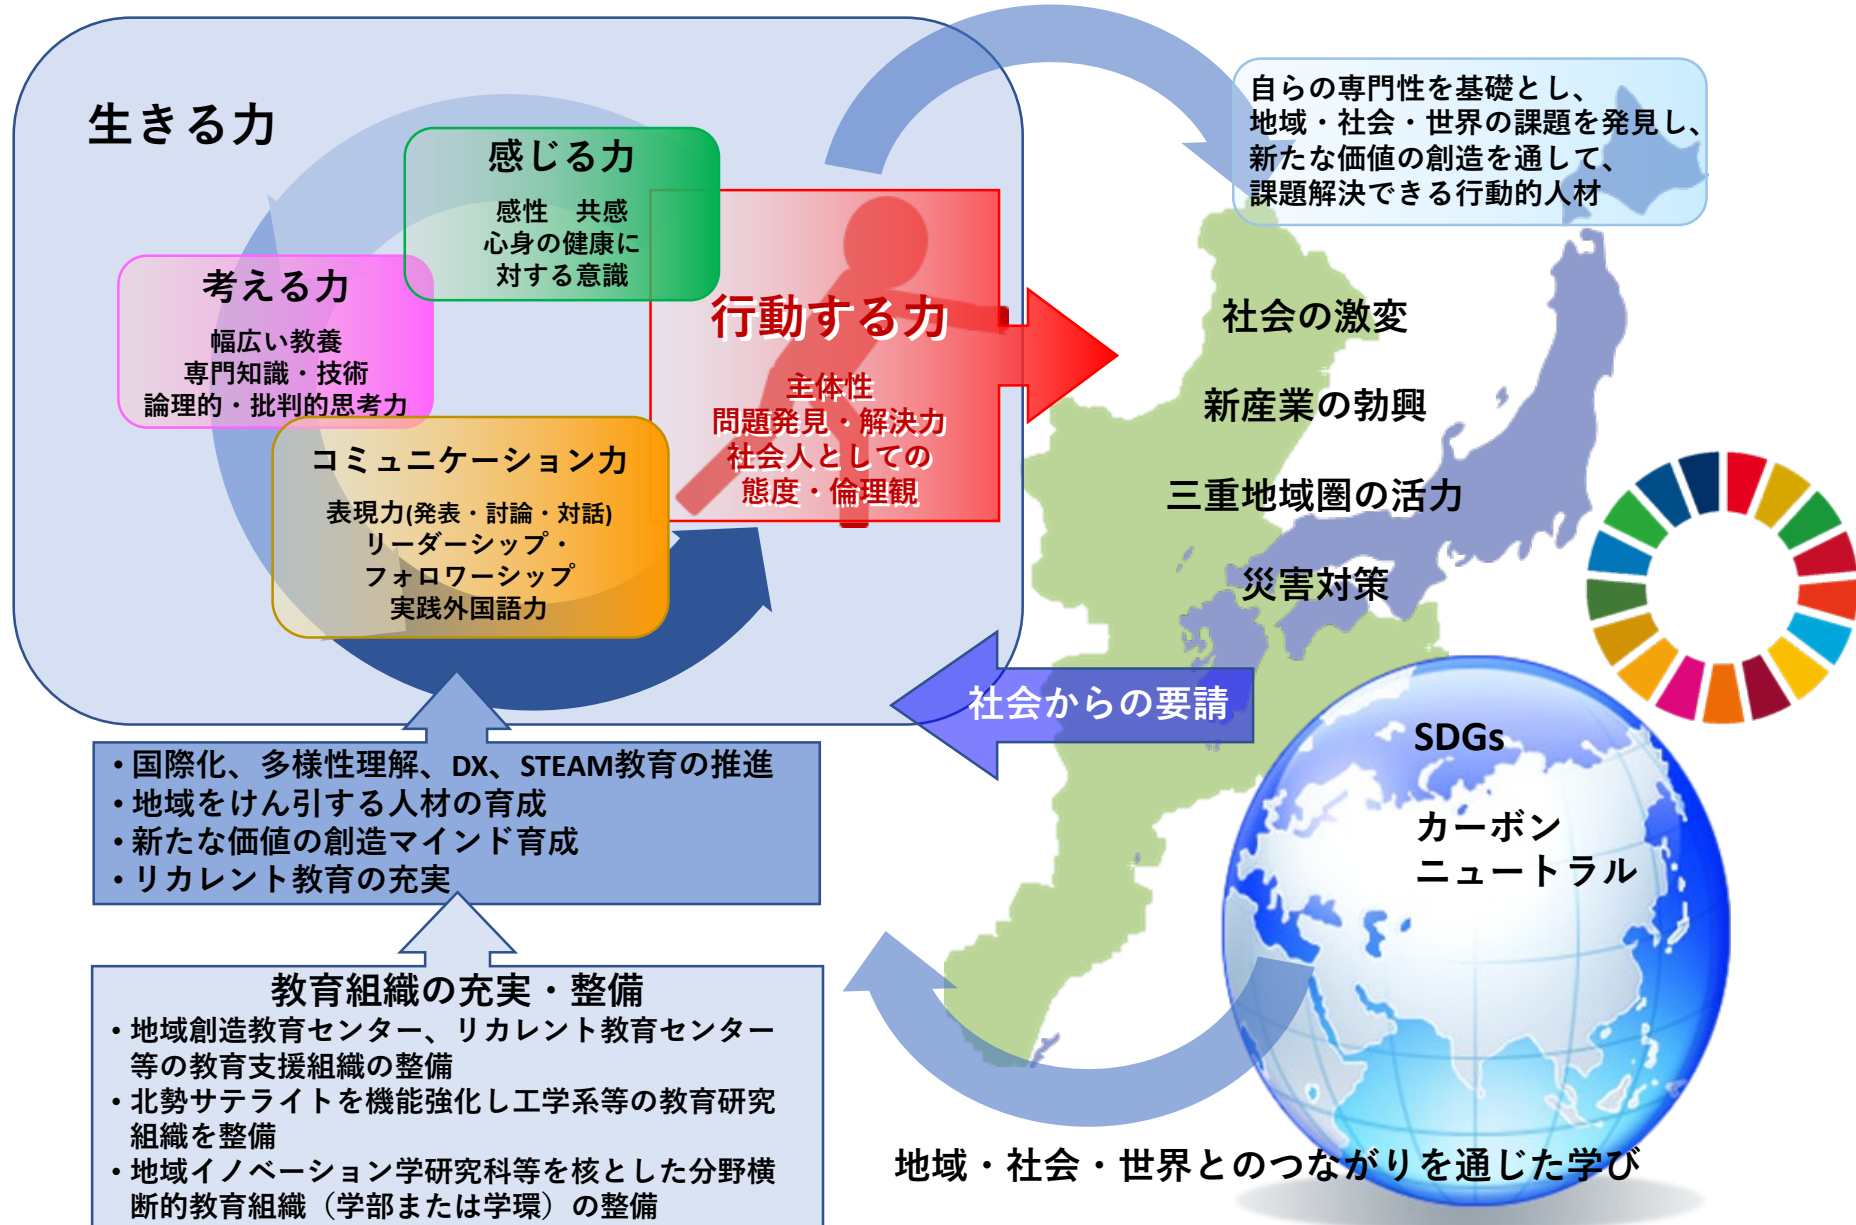 生きる力
感じる力
感性　共感
心身の健康に
対する意識
考える力
幅広い教養
専門知識・技術
論理的・批判的思考力
コミュニケーション力
表現力(発表・討論・対話)
リーダーシップ・
フォロワーシップ
実践外国語力
行動する力
主体性
問題発見・解決力
社会人としての
態度・倫理観
自らの専門性を基礎とし、
地域・社会・世界の課題を発見し、
新たな価値の創造を通して、
課題解決できる行動的人材
社会の激変
新産業の勃興
三重地域圏の活力
災害対策
社会からの要請
SDGs
カーボン
ニュートラル
・国際化、多様性理解、DX、STEAM教育の推進
・地域をけん引する人材の育成
・新たな価値の創造マインド育成
・リカレント教育の充実
教育組織の充実・整備
・地域創造教育センター、リカレント教育センター
等の教育支援組織の整備
・北勢サテライトを機能強化し工学系等の教育研究
組織を整備
・地域イノベーション学研究科等を核とした分野横
断的教育組織（学部または学環）の整備
地域・社会・世界とのつながりを通じた学び